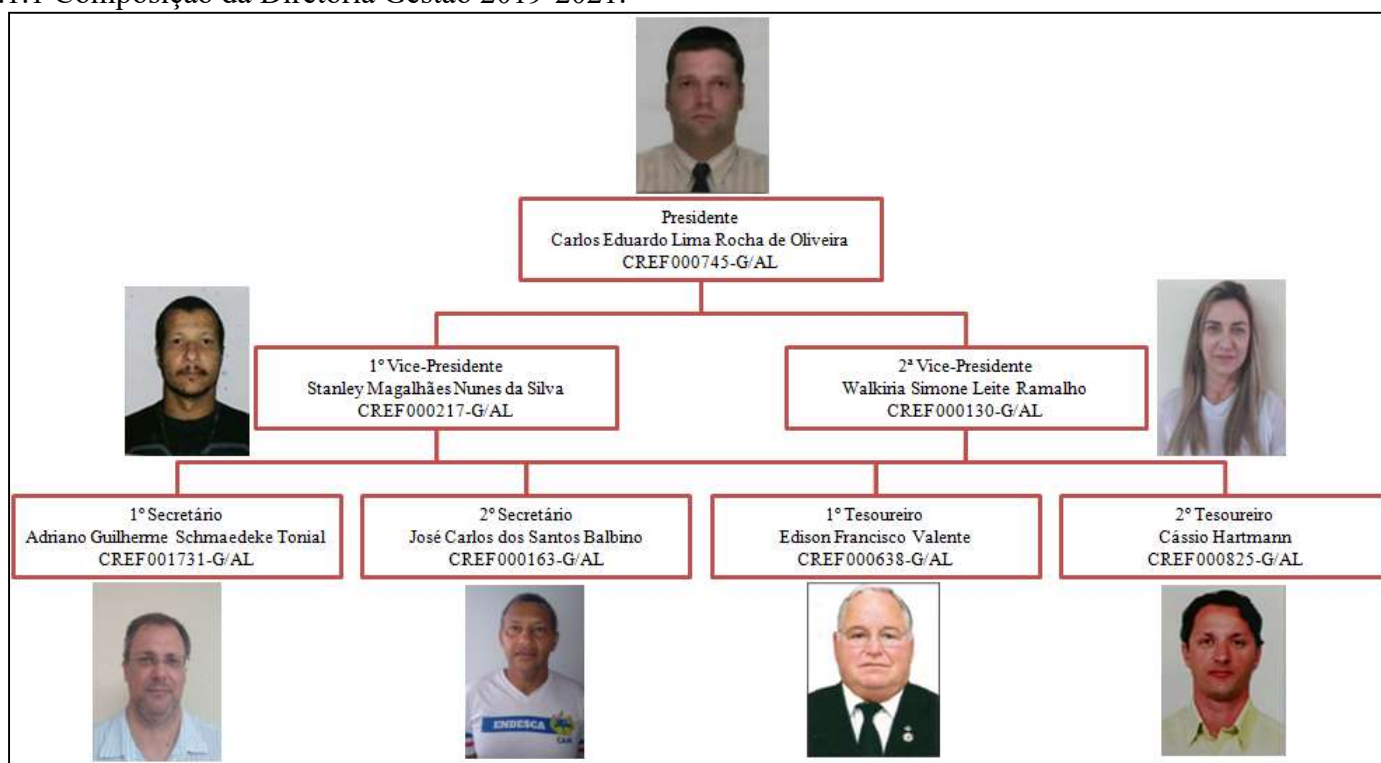 .1.1 Composição da Diretoria Gestão 2019-2021:
Presidente
Carlos Eduardo Lima Rocha de Oliveira
CREF000745-G/AL
1º Vice-Presidente
Stanley Magalhães Nunes da Silva
CREF000217-G/AL
2ª Vice-Presidente
Walkiria Simone Leite Ramalho
CREF000130-G/AL
1º Secretário
Adriano Guilherme Schmaedeke Tonial
CREF001731-G/AL
2º Secretário
José Carlos dos Santos Balbino
CREF000163-G/AL
1º Tesoureiro
Edison Francisco Valente
CREF000638-G/AL
2º Tesoureiro
Cássio Hartmann
CREF000825-G/AL
ENDESCA